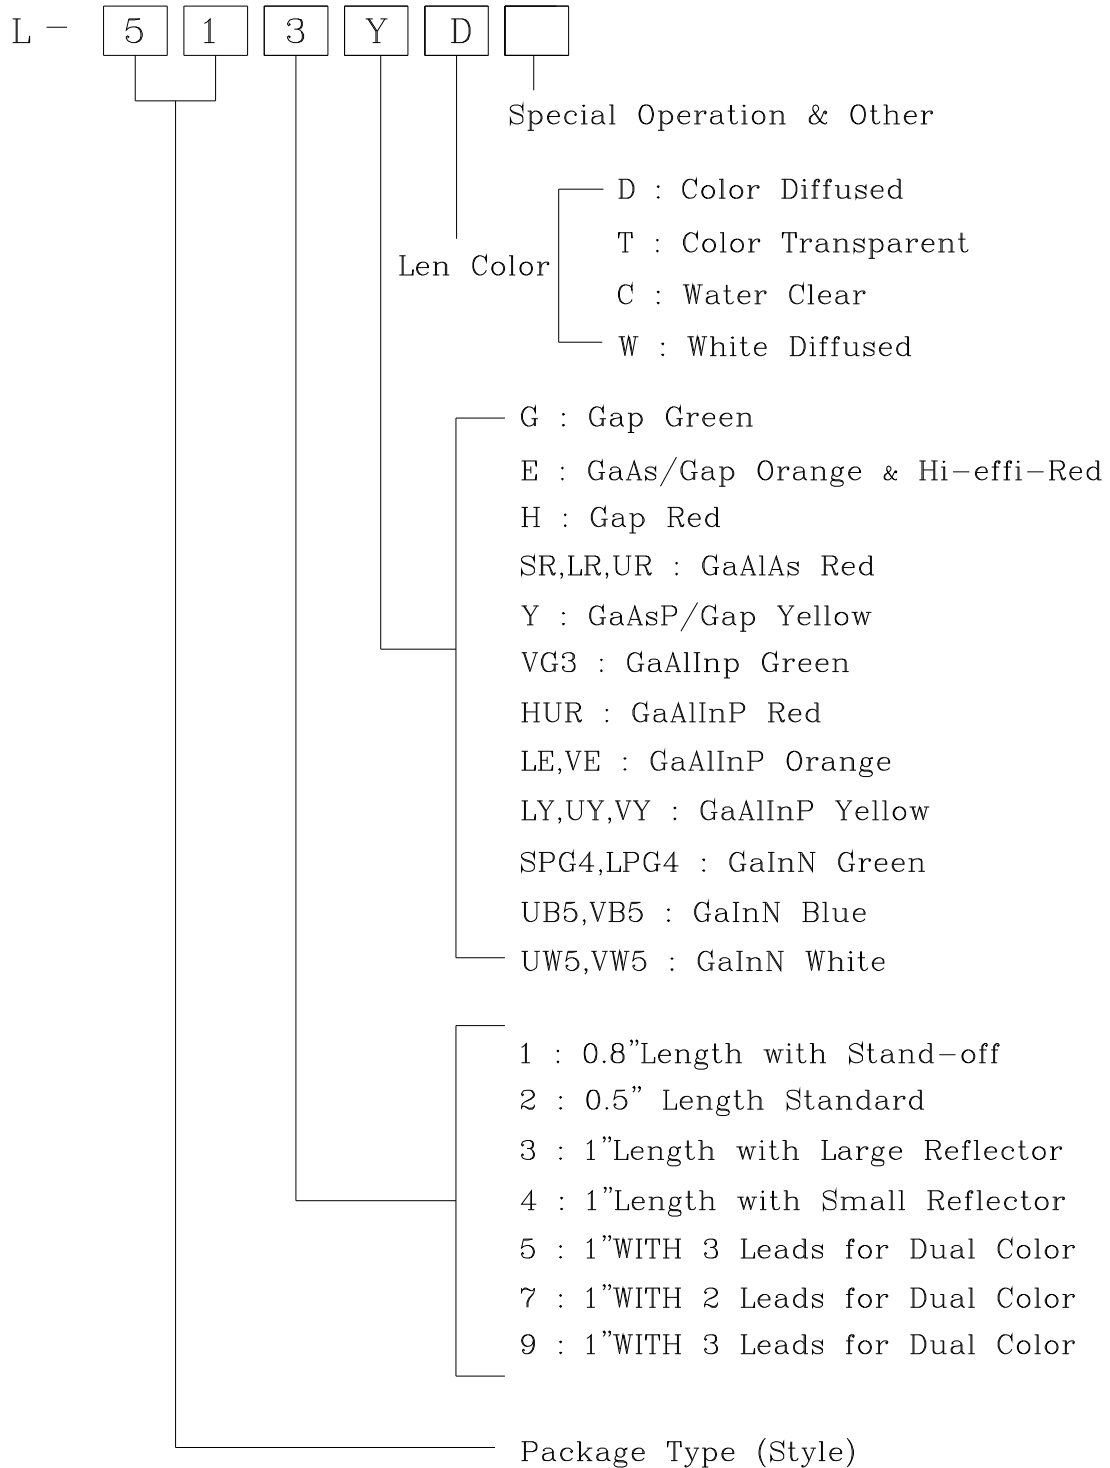 L- 5 1 3 Y D
Special Operation & Other
D : Color Diffused
T : Color Transparent
Len Color
C : Water Clear
W : White Diffused
G : Gap Green
E : GaAs/Gap Orange & Hi-effi-Red
H : Gap Red
SR,LR,UR : GaAlAs Red
Y : GaAsP/Gap Yellow
VG3 : GaAlInp Green
HUR : GaAlInP Red
LE,VE : GaAlInP Orange
LY,UY,VY : GaAlInP Yellow
SPG4,LPG4 : GaInN Green
UB5,VB5 : GaInN Blue
UW5,VW5 : GaInN White
1 : 0.8"Length with Stand-off
2 : 0.5" Length Standard
3 : 1"Length with Large Reflector
4 : 1"Length with Small Reflector
5 : 1"WITH 3 Leads for Dual Color
7 : 1"WITH 2 Leads for Dual Color
9 : 1"WITH 3 Leads for Dual Color
Package Type (Style)